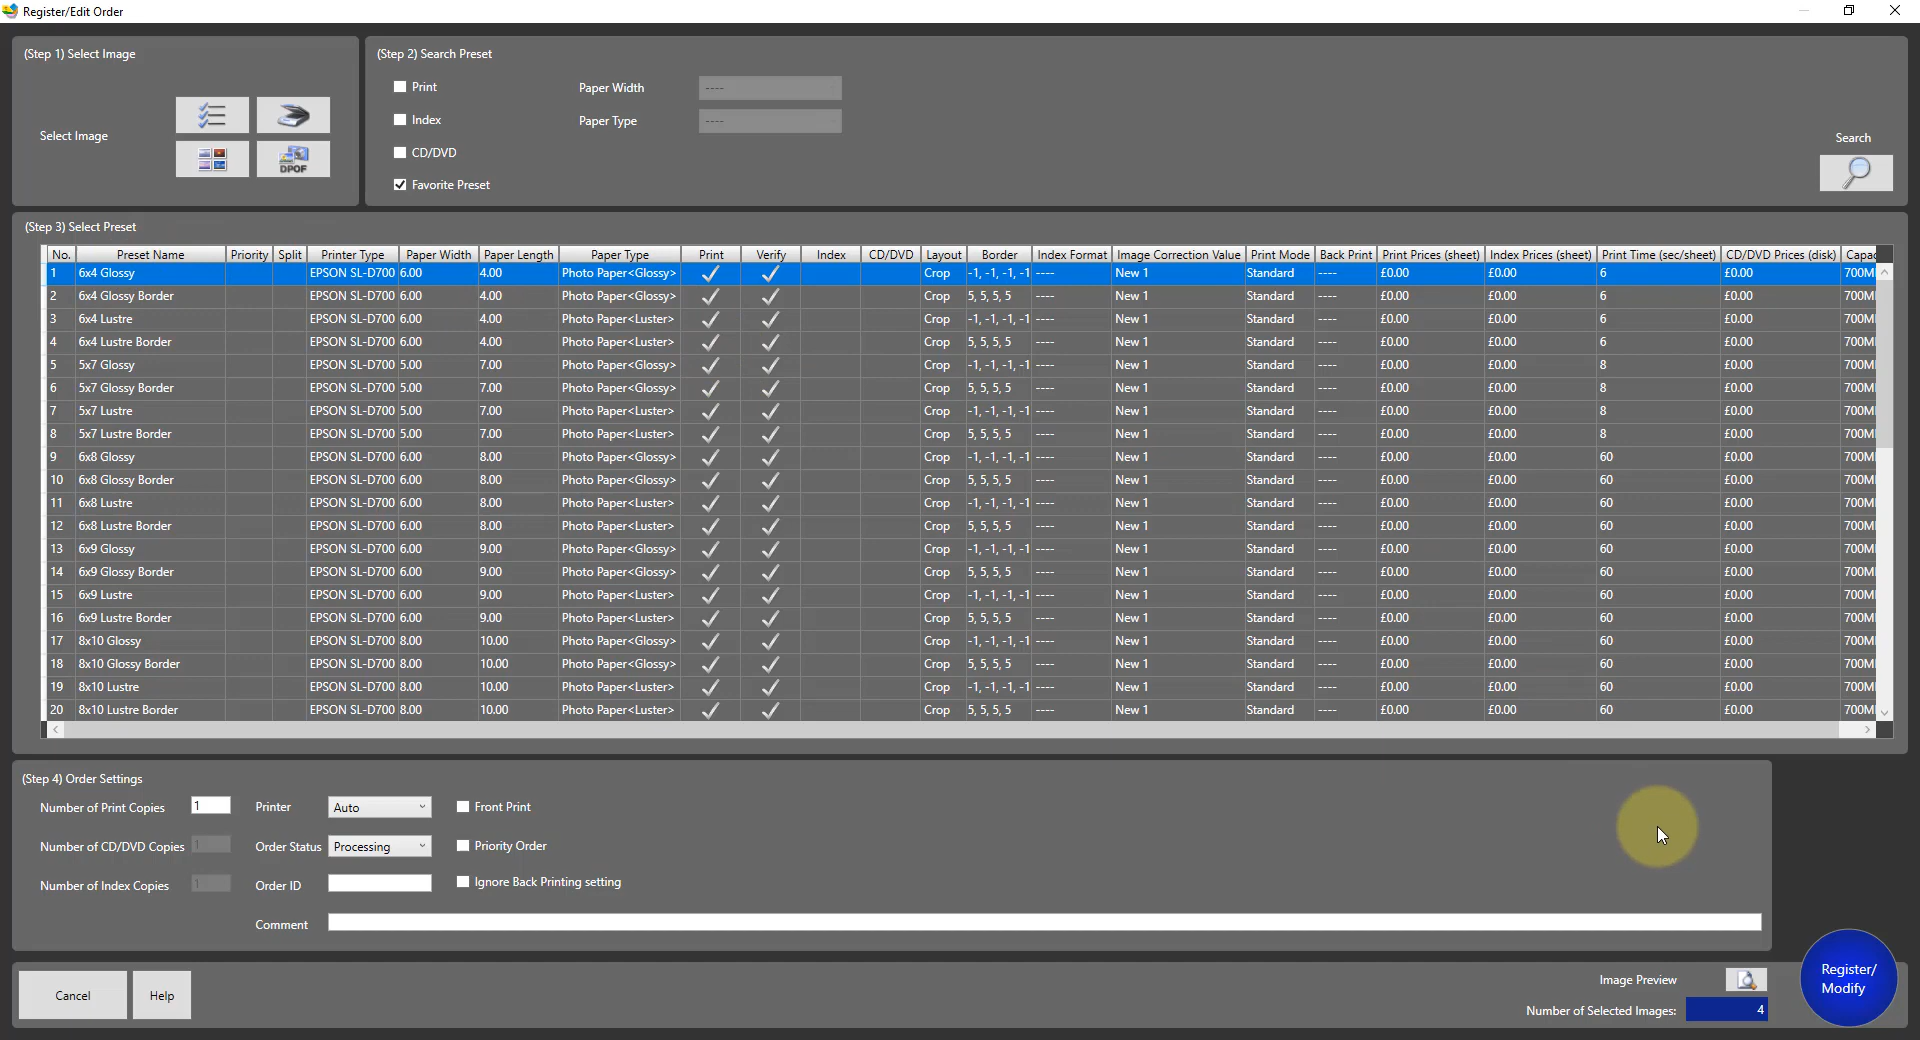 Register/Edit Order
(Step 1) Select Image
Select Image
DPOF
(Step 2) Search Preset
Print
Paper Width
----
Index
Paper Type
----
CD/DVD
Favorite Preset
Search
(Step 3) Select Preset
No. Preset Name Priority Split Printer Type Paper Width Paper Length Paper Type Print Verify Index CD/DVD Layout Border Index Format Image Correction Value Print Mode Back Print Print Prices (sheet) Index Prices (sheet) Print Time (sec/sheet) CD/DVD Prices (disk) Capac
1 6x4 Glossy EPSON SL-D700 6.00 4.00 Photo Paper<Glossy> Crop -1, -1, -1, -1 ---- New 1 Standard ---- £0.00 £0.00 6 £0.00 700M
2 6x4 Glossy Border EPSON SL-D700 6.00 4.00 Photo Paper<Glossy> Crop 5, 5, 5, 5 ---- New 1 Standard ---- £0.00 £0.00 6 £0.00 700M
3 6x4 Lustre EPSON SL-D700 6.00 4.00 Photo Paper<Luster> Crop -1, -1, -1, -1 ---- New 1 Standard ---- £0.00 £0.00 6 £0.00 700M
4 6x4 Lustre Border EPSON SL-D700 6.00 4.00 Photo Paper<Luster> Crop 5, 5, 5, 5 ---- New 1 Standard ---- £0.00 £0.00 6 £0.00 700M
5 5x7 Glossy EPSON SL-D700 5.00 7.00 Photo Paper<Glossy> Crop -1, -1, -1, -1 ---- New 1 Standard ---- £0.00 £0.00 8 £0.00 700M
6 5x7 Glossy Border EPSON SL-D700 5.00 7.00 Photo Paper<Glossy> Crop 5, 5, 5, 5 ---- New 1 Standard ---- £0.00 £0.00 8 £0.00 700M
7 5x7 Lustre EPSON SL-D700 5.00 7.00 Photo Paper<Luster> Crop -1, -1, -1, -1 ---- New 1 Standard ---- £0.00 £0.00 8 £0.00 700M
8 5x7 Lustre Border EPSON SL-D700 5.00 7.00 Photo Paper<Luster> Crop 5, 5, 5, 5 ---- New 1 Standard ---- £0.00 £0.00 8 £0.00 700M
9 6x8 Glossy EPSON SL-D700 6.00 8.00 Photo Paper<Glossy> Crop -1, -1, -1, -1 ---- New 1 Standard ---- £0.00 £0.00 60 £0.00 700M
10 6x8 Glossy Border EPSON SL-D700 6.00 8.00 Photo Paper<Glossy> Crop 5, 5, 5, 5 ---- New 1 Standard ---- £0.00 £0.00 60 £0.00 700M
11 6x8 Lustre EPSON SL-D700 6.00 8.00 Photo Paper<Luster> Crop -1, -1, -1, -1 ---- New 1 Standard ---- £0.00 £0.00 60 £0.00 700M
12 6x8 Lustre Border EPSON SL-D700 6.00 8.00 Photo Paper<Luster> Crop 5, 5, 5, 5 ---- New 1 Standard ---- £0.00 £0.00 60 £0.00 700M
13 6x9 Glossy EPSON SL-D700 6.00 9.00 Photo Paper<Glossy> Crop -1, -1, -1, -1 ---- New 1 Standard ---- £0.00 £0.00 60 £0.00 700M
14 6x9 Glossy Border EPSON SL-D700 6.00 9.00 Photo Paper<Glossy> Crop 5, 5, 5, 5 ---- New 1 Standard ---- £0.00 £0.00 60 £0.00 700M
15 6x9 Lustre EPSON SL-D700 6.00 9.00 Photo Paper<Luster> Crop -1, -1, -1, -1 ---- New 1 Standard ---- £0.00 £0.00 60 £0.00 700M
16 6x9 Lustre Border EPSON SL-D700 6.00 9.00 Photo Paper<Luster> Crop 5, 5, 5, 5 ---- New 1 Standard ---- £0.00 £0.00 60 £0.00 700M
17 8x10 Glossy EPSON SL-D700 8.00 10.00 Photo Paper<Glossy> Crop -1, -1, -1, -1 ---- New 1 Standard ---- £0.00 £0.00 60 £0.00 700M
18 8x10 Glossy Border EPSON SL-D700 8.00 10.00 Photo Paper<Glossy> Crop 5, 5, 5, 5 ---- New 1 Standard ---- £0.00 £0.00 60 £0.00 700M
19 8x10 Lustre EPSON SL-D700 8.00 10.00 Photo Paper<Luster> Crop -1, -1, -1, -1 ---- New 1 Standard ---- £0.00 £0.00 60 £0.00 700M
20 8x10 Lustre Border EPSON SL-D700 8.00 10.00 Photo Paper<Luster> Crop 5, 5, 5, 5 ---- New 1 Standard ---- £0.00 £0.00 60 £0.00 700M
(Step 4) Order Settings
Number of Print Copies 1 Printer Auto Front Print
Number of CD/DVD Copies 1 Order Status Processing Priority Order
Number of Index Copies 1 Order ID Ignore Back Printing setting
Comment
Cancel
Help
Image Preview
Number of Selected Images: 4
Register/
Modify